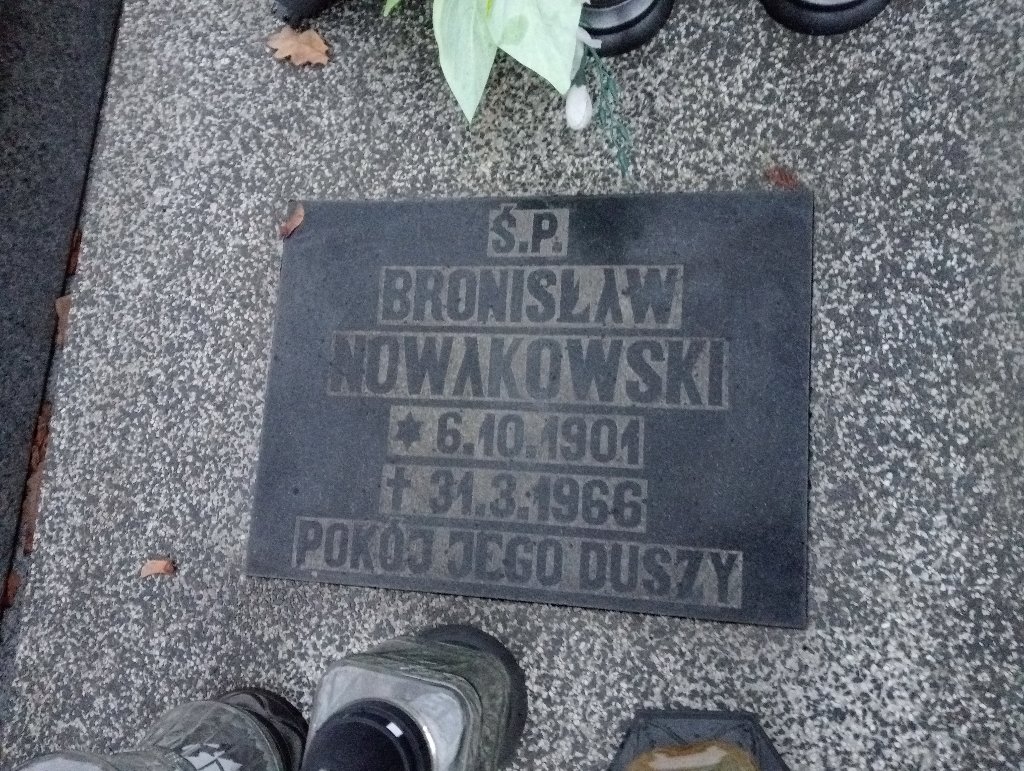 Ś.P.
BRONISŁAW
NOWAKOWSKI
✶ 6.10.1901
† 31.3.1966
POKÓJ JEGO DUSZY